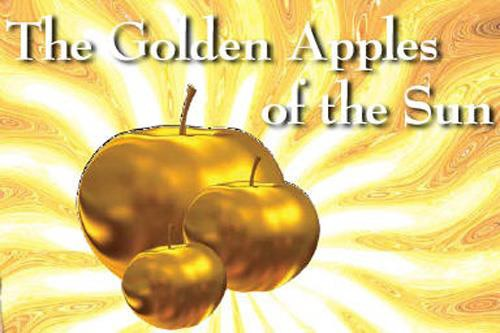 The Golden Apples
of the Sun